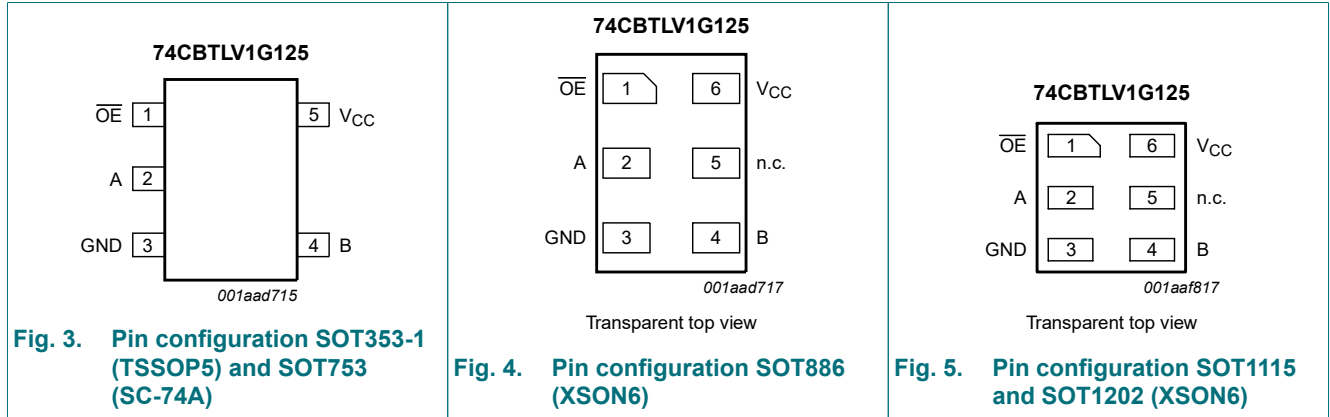 74CBTLV1G125
OE 1 5 VCC
A 2
GND 3 4 B
001aad715
Fig. 3. Pin configuration SOT353-1
(TSSOP5) and SOT753
(SC-74A)
74CBTLV1G125
OE 1 6 VCC
A 2 5 n.c.
GND 3 4 B
001aad717
Transparent top view
Fig. 4. Pin configuration SOT886
(XSON6)
74CBTLV1G125
OE 1 6 VCC
A 2 5 n.c.
GND 3 4 B
001aaf817
Transparent top view
Fig. 5. Pin configuration SOT1115
and SOT1202 (XSON6)